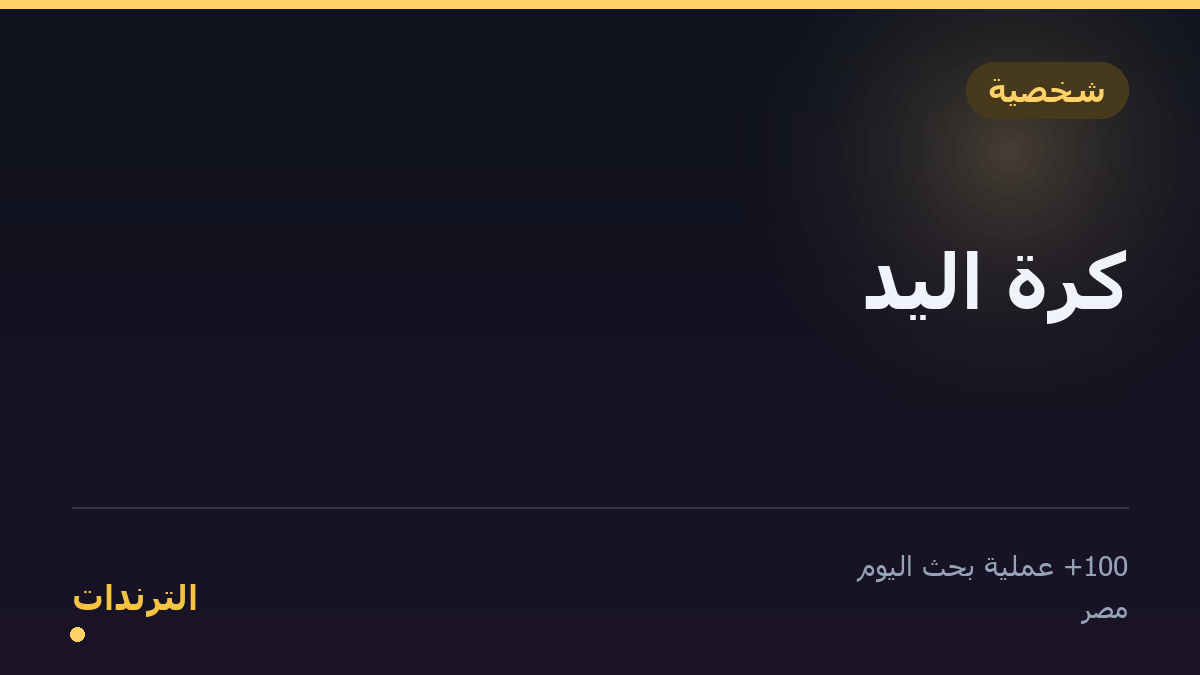 شخصية
كرة اليد
100+ عملية بحث اليوم
مصر
الترندات